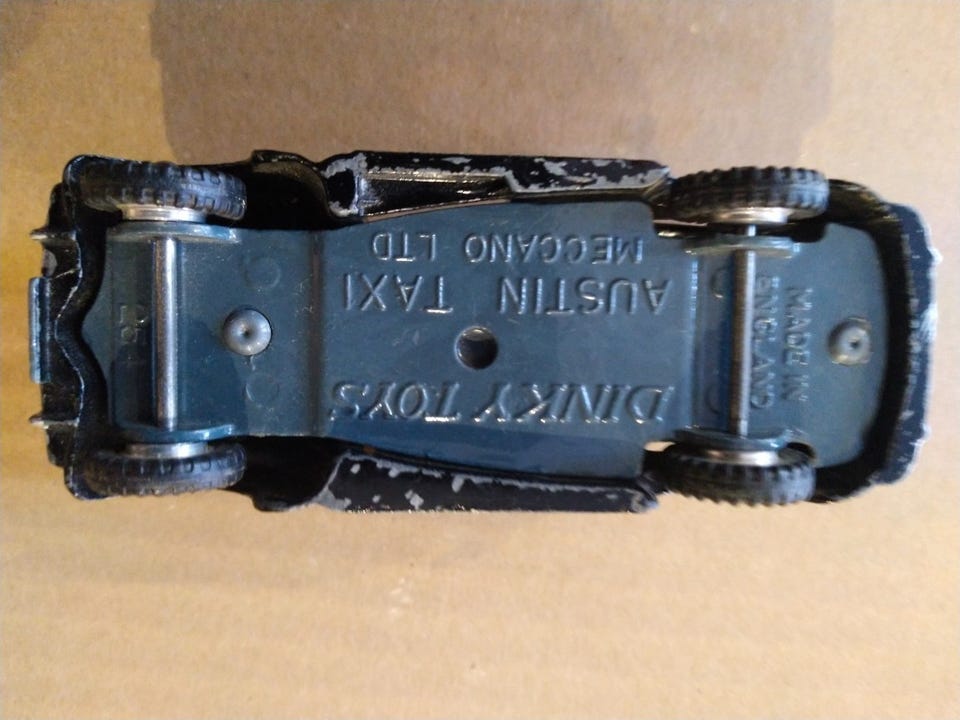 DINKY TOYS
AUSTIN TAXI
MECCANO LTD
MADE IN
ENGLAND